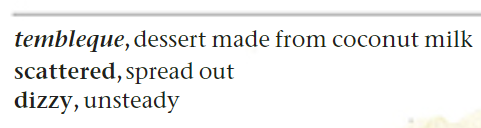 tembleque, dessert made from coconut milk
scattered, spread out
dizzy, unsteady